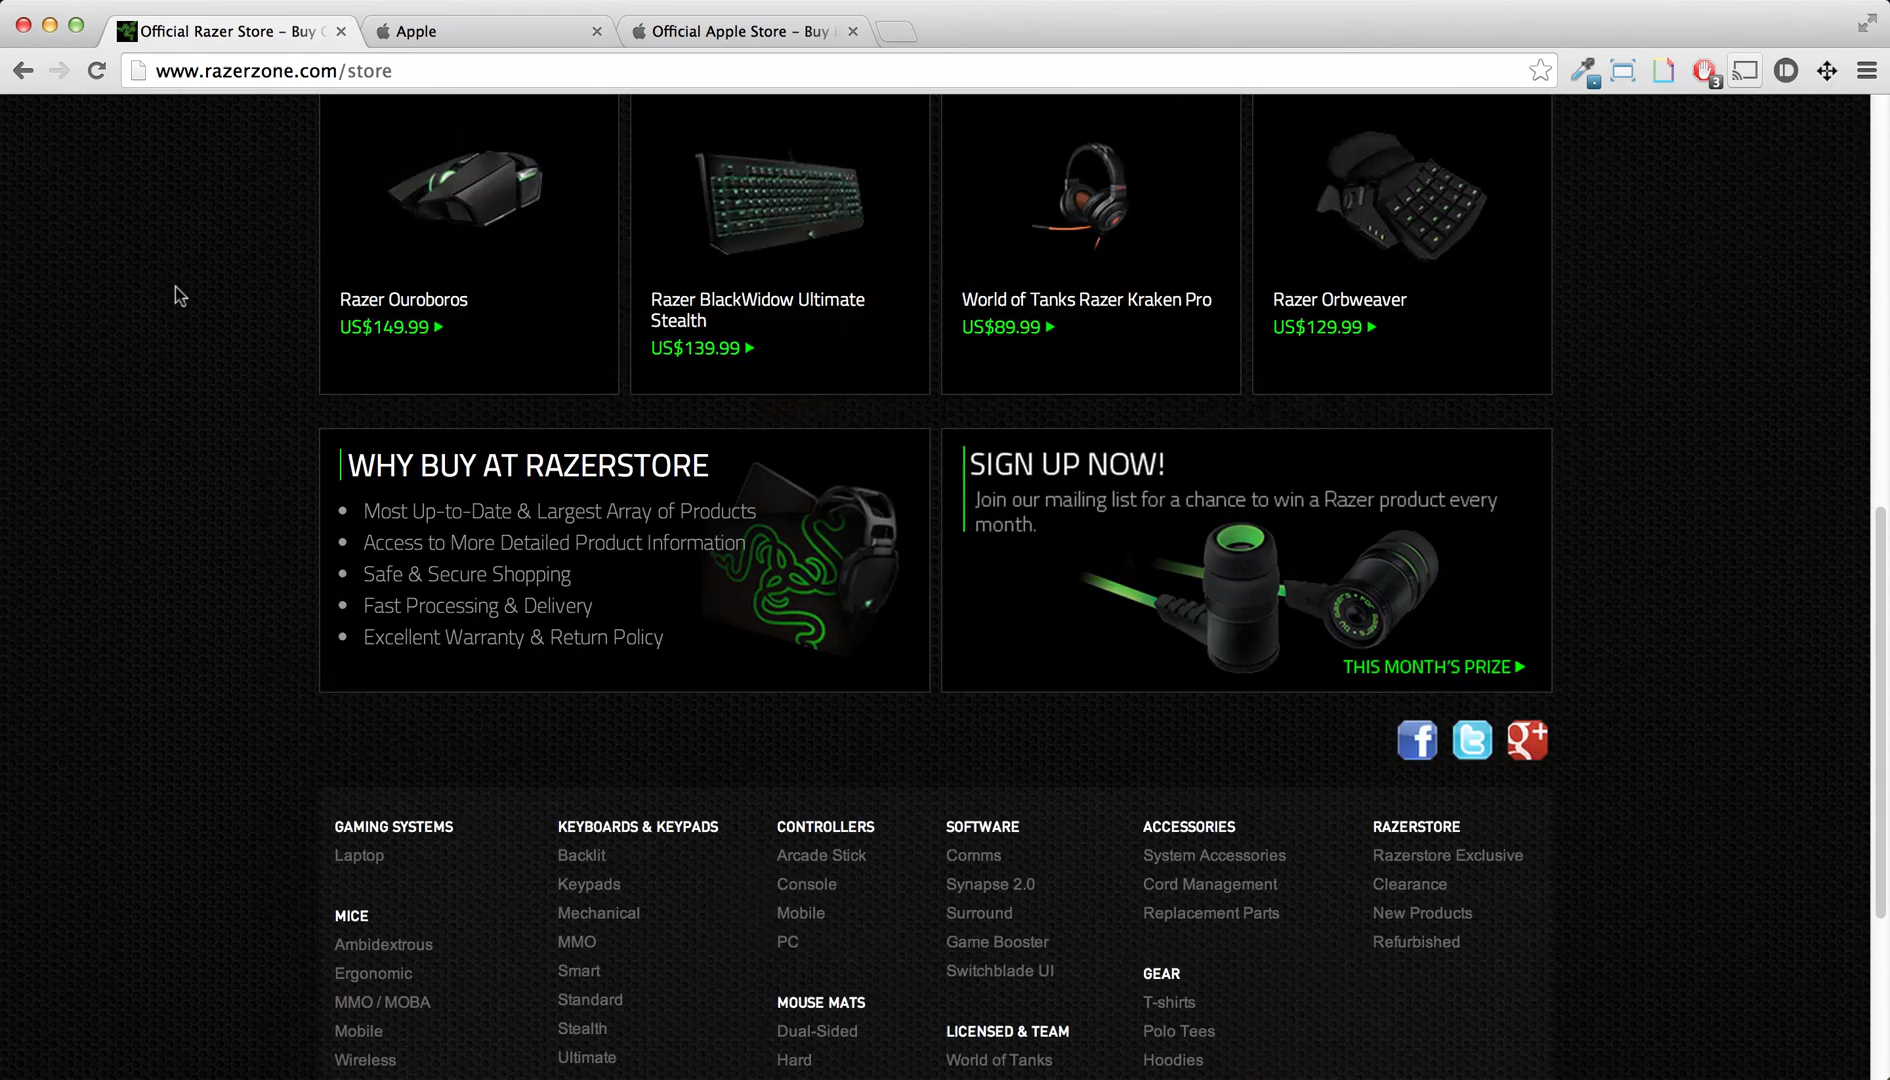 Official Razer Store – Buy
Apple
Official Apple Store – Buy
www.razerzone.com/store
3
Razer Ouroboros
US$149.99
Razer BlackWidow Ultimate
Stealth
US$139.99
World of Tanks Razer Kraken Pro
US$89.99
Razer Orbweaver
US$129.99
WHY BUY AT RAZERSTORE
Most Up-to-Date & Largest Array of Products
Access to More Detailed Product Information
Safe & Secure Shopping
Fast Processing & Delivery
Excellent Warranty & Return Policy
SIGN UP NOW!
Join our mailing list for a chance to win a Razer product every
month.
FOR GAMERS BY GAMERS
THIS MONTH'S PRIZE
GAMING SYSTEMS
Laptop
MICE
Ambidextrous
Ergonomic
MMO / MOBA
Mobile
Wireless
KEYBOARDS & KEYPADS
Backlit
Keypads
Mechanical
MMO
Smart
Standard
Stealth
Ultimate
CONTROLLERS
Arcade Stick
Console
Mobile
PC
MOUSE MATS
Dual-Sided
Hard
SOFTWARE
Comms
Synapse 2.0
Surround
Game Booster
Switchblade UI
LICENSED & TEAM
World of Tanks
ACCESSORIES
System Accessories
Cord Management
Replacement Parts
GEAR
T-shirts
Polo Tees
Hoodies
RAZERSTORE
Razerstore Exclusive
Clearance
New Products
Refurbished